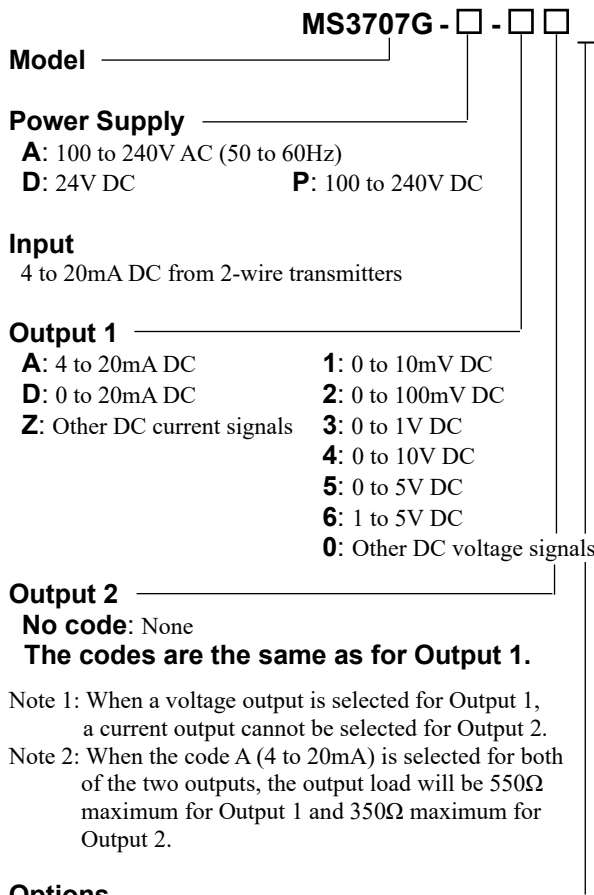 MS3707G - □ - □ □
Model
Power Supply
A: 100 to 240V AC (50 to 60Hz)
D: 24V DC P: 100 to 240V DC
Input
4 to 20mA DC from 2-wire transmitters
Output 1
A: 4 to 20mA DC 1: 0 to 10mV DC
D: 0 to 20mA DC 2: 0 to 100mV DC
Z: Other DC current signals 3: 0 to 1V DC
4: 0 to 10V DC
5: 0 to 5V DC
6: 1 to 5V DC
0: Other DC voltage signals
Output 2
No code: None
The codes are the same as for Output 1.
Note 1: When a voltage output is selected for Output 1,
a current output cannot be selected for Output 2.
Note 2: When the code A (4 to 20mA) is selected for both
of the two outputs, the output load will be 550Ω
maximum for Output 1 and 350Ω maximum for
Output 2.
Options